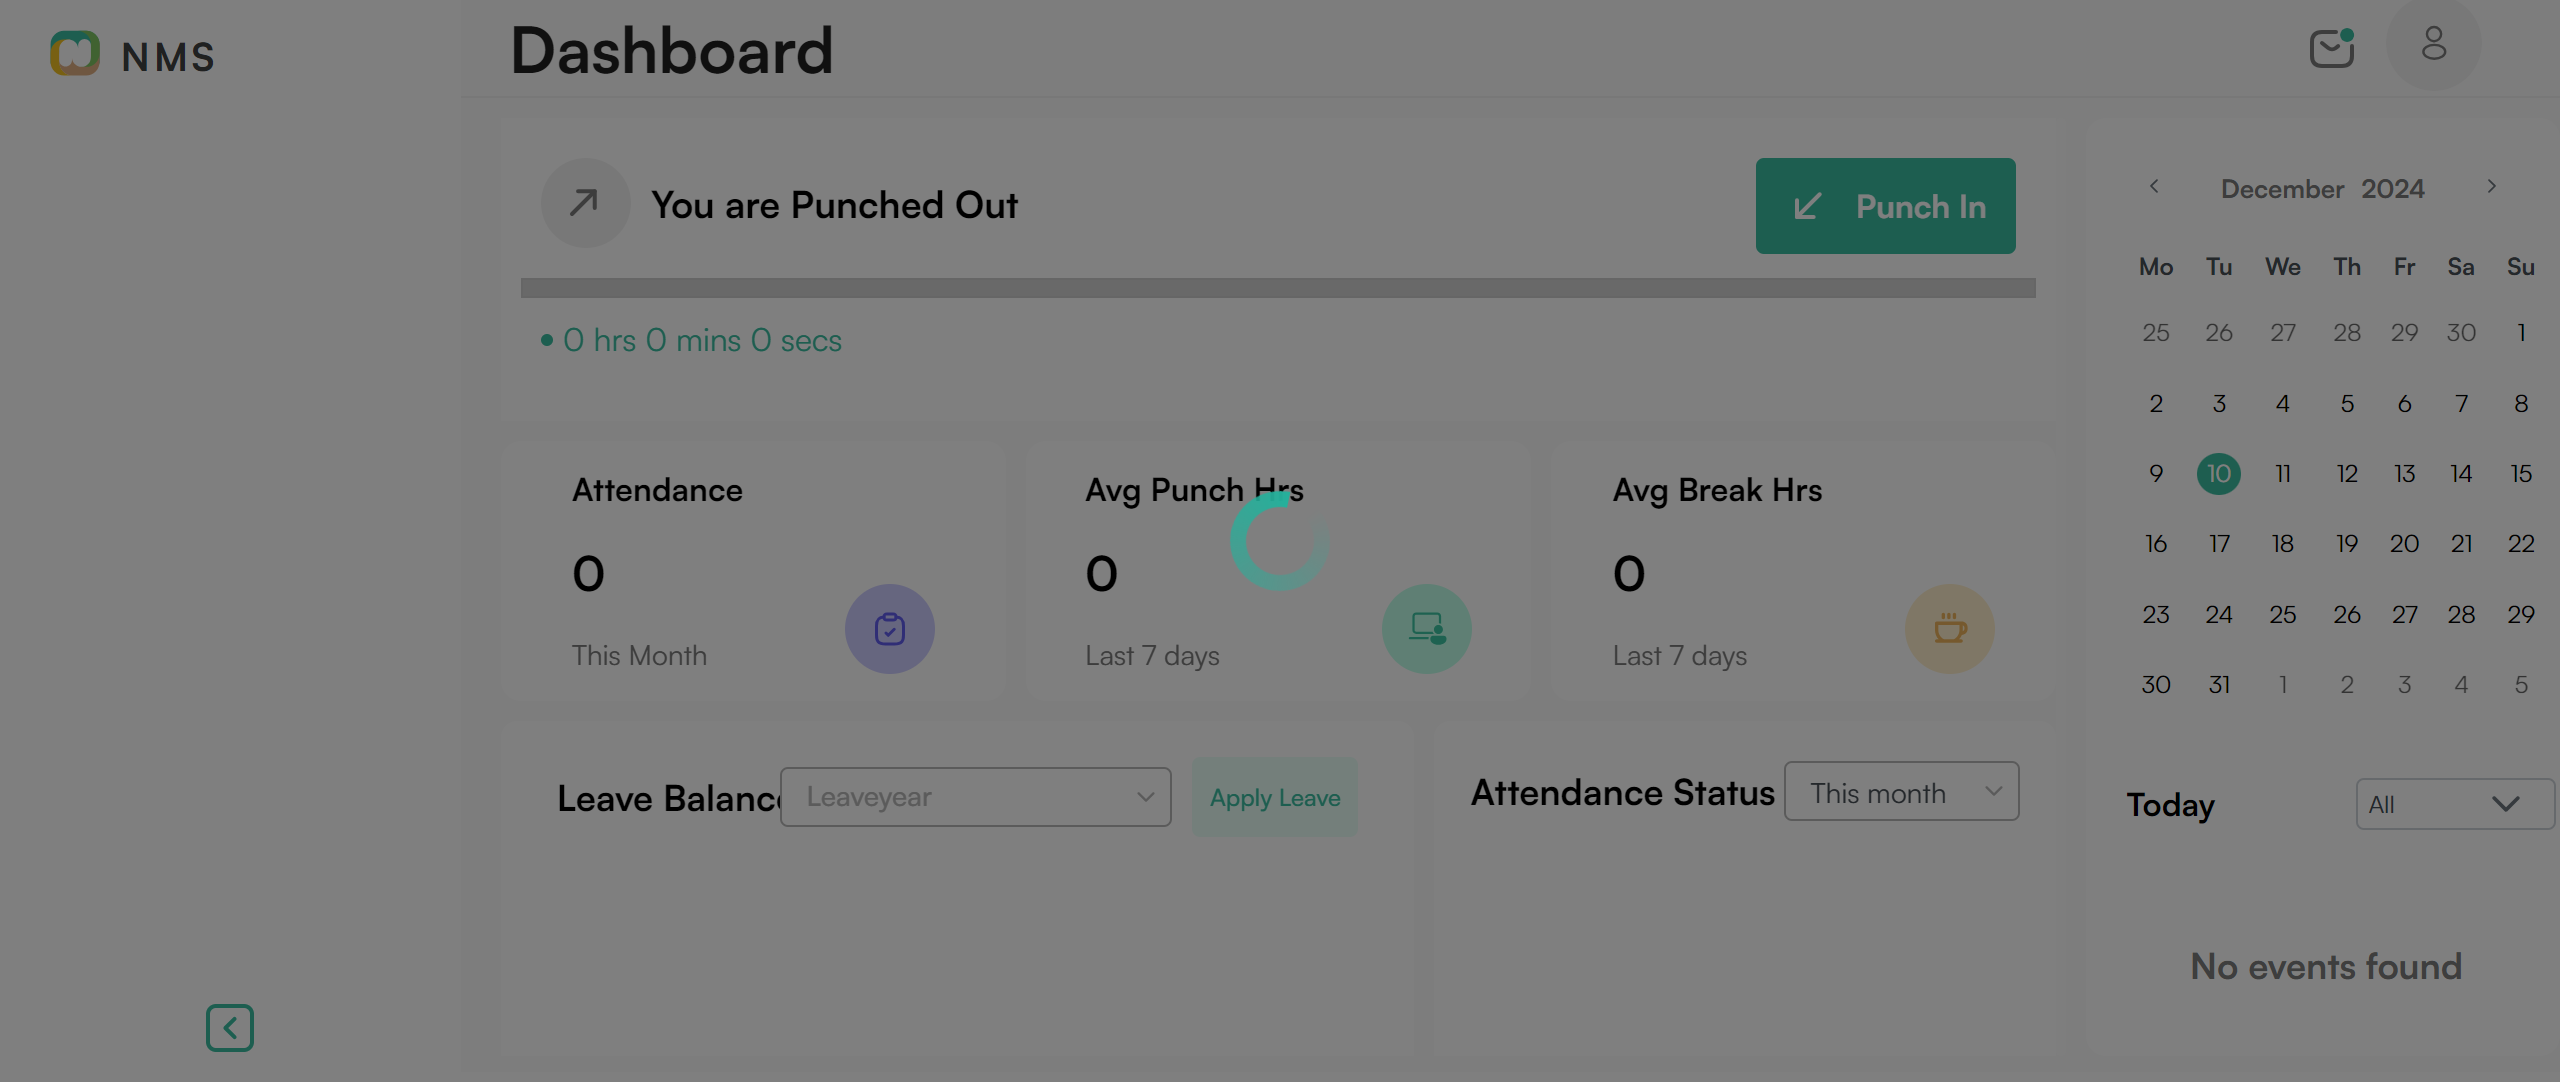 NMS
Dashboard
You are Punched Out
Punch In
0 hrs 0 mins 0 secs
Attendance
0
This Month
Avg Punch Hrs
0
Last 7 days
Avg Break Hrs
0
Last 7 days
Leave Balance
Leaveyear
Apply Leave
Attendance Status
This month
December 2024
Mo Tu We Th Fr Sa Su
25 26 27 28 29 30 1
2 3 4 5 6 7 8
9 10 11 12 13 14 15
16 17 18 19 20 21 22
23 24 25 26 27 28 29
30 31 1 2 3 4 5
Today
All
No events found